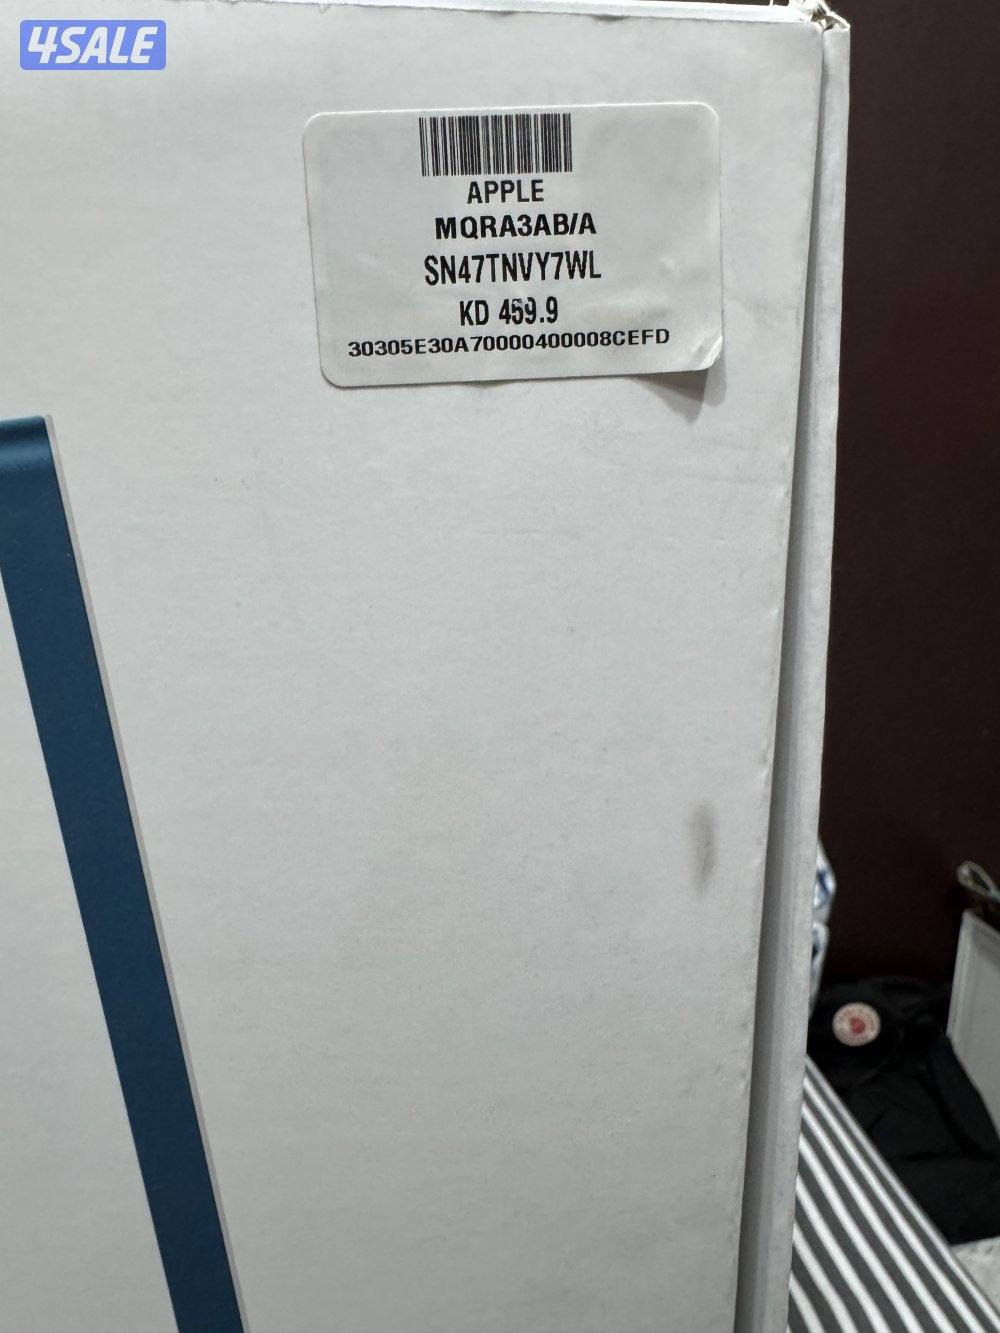 4SALE
APPLE
MQRA3AB/A
SN47TNVY7WL
KD 459.9
30305E30A70000400008CEFD